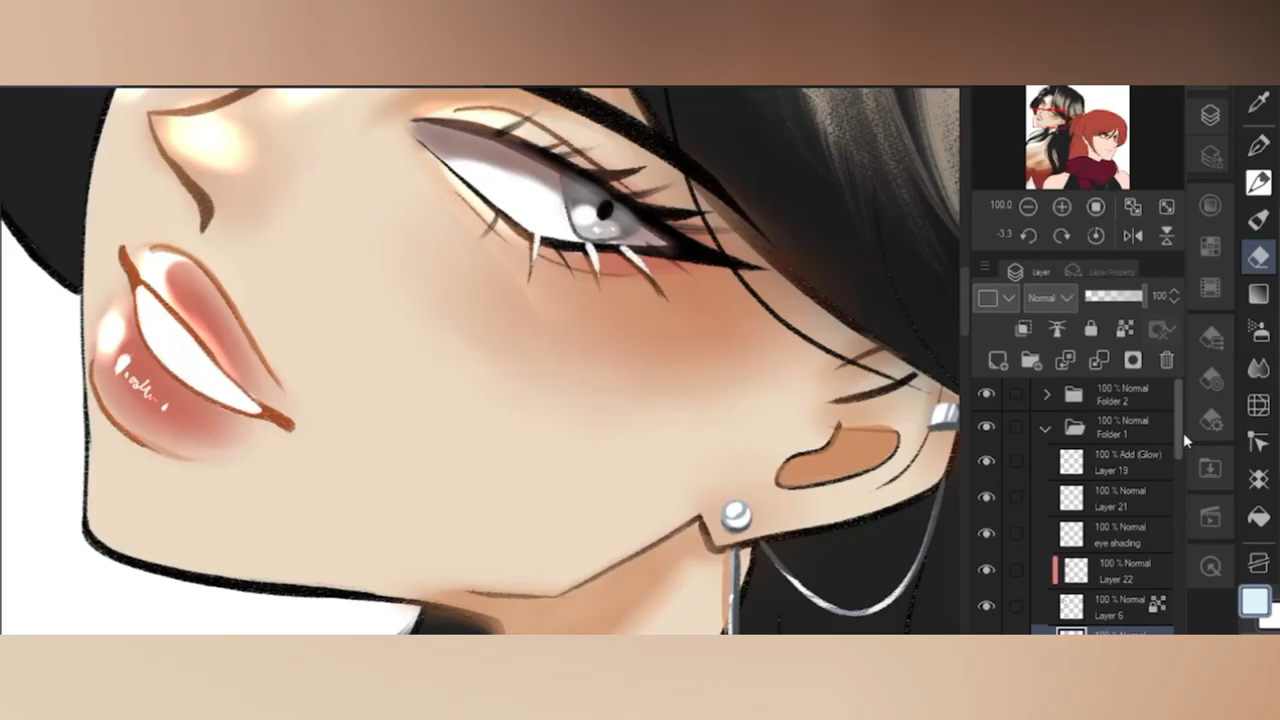 100.0
-3.3
Layer
Layer Property
Normal
100
100 % Normal
Folder 2
100 % Normal
Folder 1
100 % Add (Glow)
Layer 19
100 % Normal
Layer 21
100 % Normal
eye shading
100 % Normal
Layer 22
100 % Normal
Layer 6